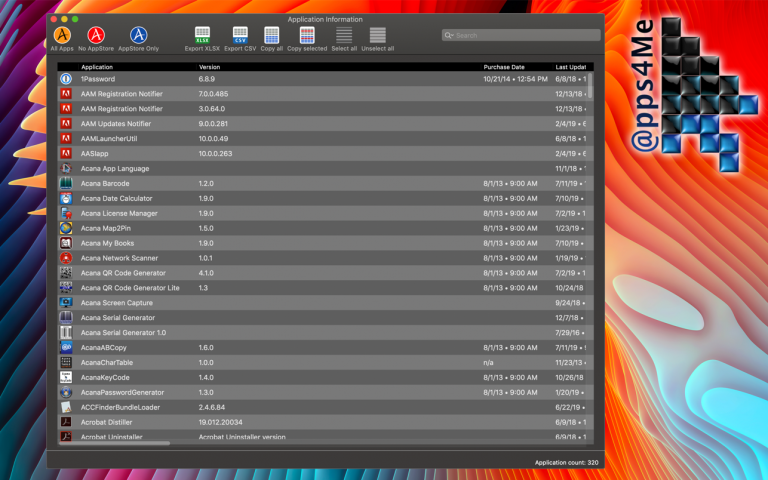 Application Information
All Apps No AppStore AppStore Only XLSX Export XLSX CSV Export CSV Copy all Copy selected Select all Unselect all Search
Application Version Purchase Date Last Updat
1Password 6.8.9 10/21/14 • 12:54 PM 6/8/18 • 1
AAM Registration Notifier 7.0.0.485 12/13/18 •
AAM Registration Notifier 3.0.64.0 12/13/18 •
AAM Updates Notifier 9.0.0.281 2/4/19 • 6
AAMLauncherUtil 10.0.0.49 6/8/18 • 1
AASIapp 10.0.0.263 2/4/19 • 6
Acana App Language 11/1/18 •
Acana Barcode 1.2.0 8/1/13 • 9:00 AM 7/11/19 •
Acana Date Calculator 1.9.0 8/1/13 • 9:00 AM 7/10/19 •
Acana License Manager 1.9.0 8/1/13 • 9:00 AM 7/2/19 • 1
Acana Map2Pin 1.5.0 8/1/13 • 9:00 AM 1/23/19 •
Acana My Books 1.9.0 8/1/13 • 9:00 AM 7/10/19 •
Acana Network Scanner 1.0.1 8/1/13 • 9:00 AM 1/19/19 •
Acana QR Code Generator 4.1.0 8/1/13 • 9:00 AM 7/2/19 • 1
Acana QR Code Generator Lite 1.3 8/1/13 • 9:00 AM 10/24/18
Acana Screen Capture 9/24/18 •
Acana Serial Generator 12/7/18 •
Acana Serial Generator 1.0 7/29/16 •
AcanaABCopy 1.6.0 8/1/13 • 9:00 AM 7/11/19 • 1
AcanaCharTable 1.0.0 n/a 11/23/13 •
AcanaKeyCode 1.4.0 8/1/13 • 9:00 AM 10/26/18
AcanaPasswordGenerator 1.3.0 8/1/13 • 9:00 AM 1/20/19 •
ACCFinderBundleLoader 2.4.6.84 6/22/19 •
Acrobat Distiller 19.012.20034 6/9/18 • 1
Acrobat Uninstaller Acrobat Uninstaller version 6/9/18 • 1
Application count: 320
@pps4Me